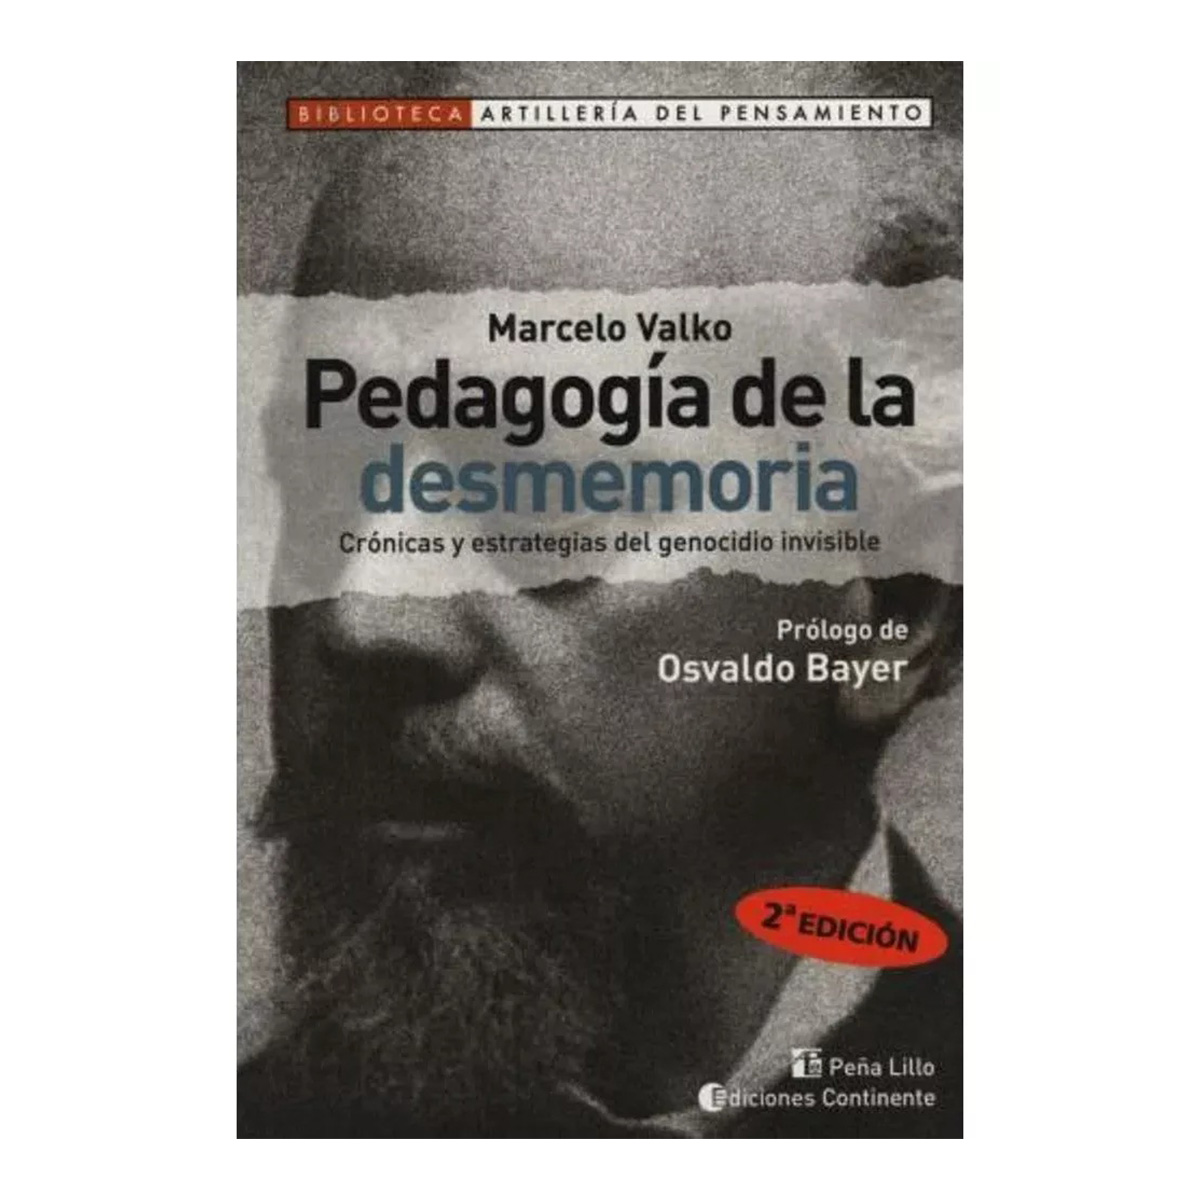 BIBLIOTECA ARTILLERÍA DEL PENSAMIENTO
Marcelo Valko
Pedagogía de la
desmemoria
Crónicas y estrategias del genocidio invisible
Prólogo de
Osvaldo Bayer
2ª EDICIÓN
Peña Lillo
Ediciones Continente